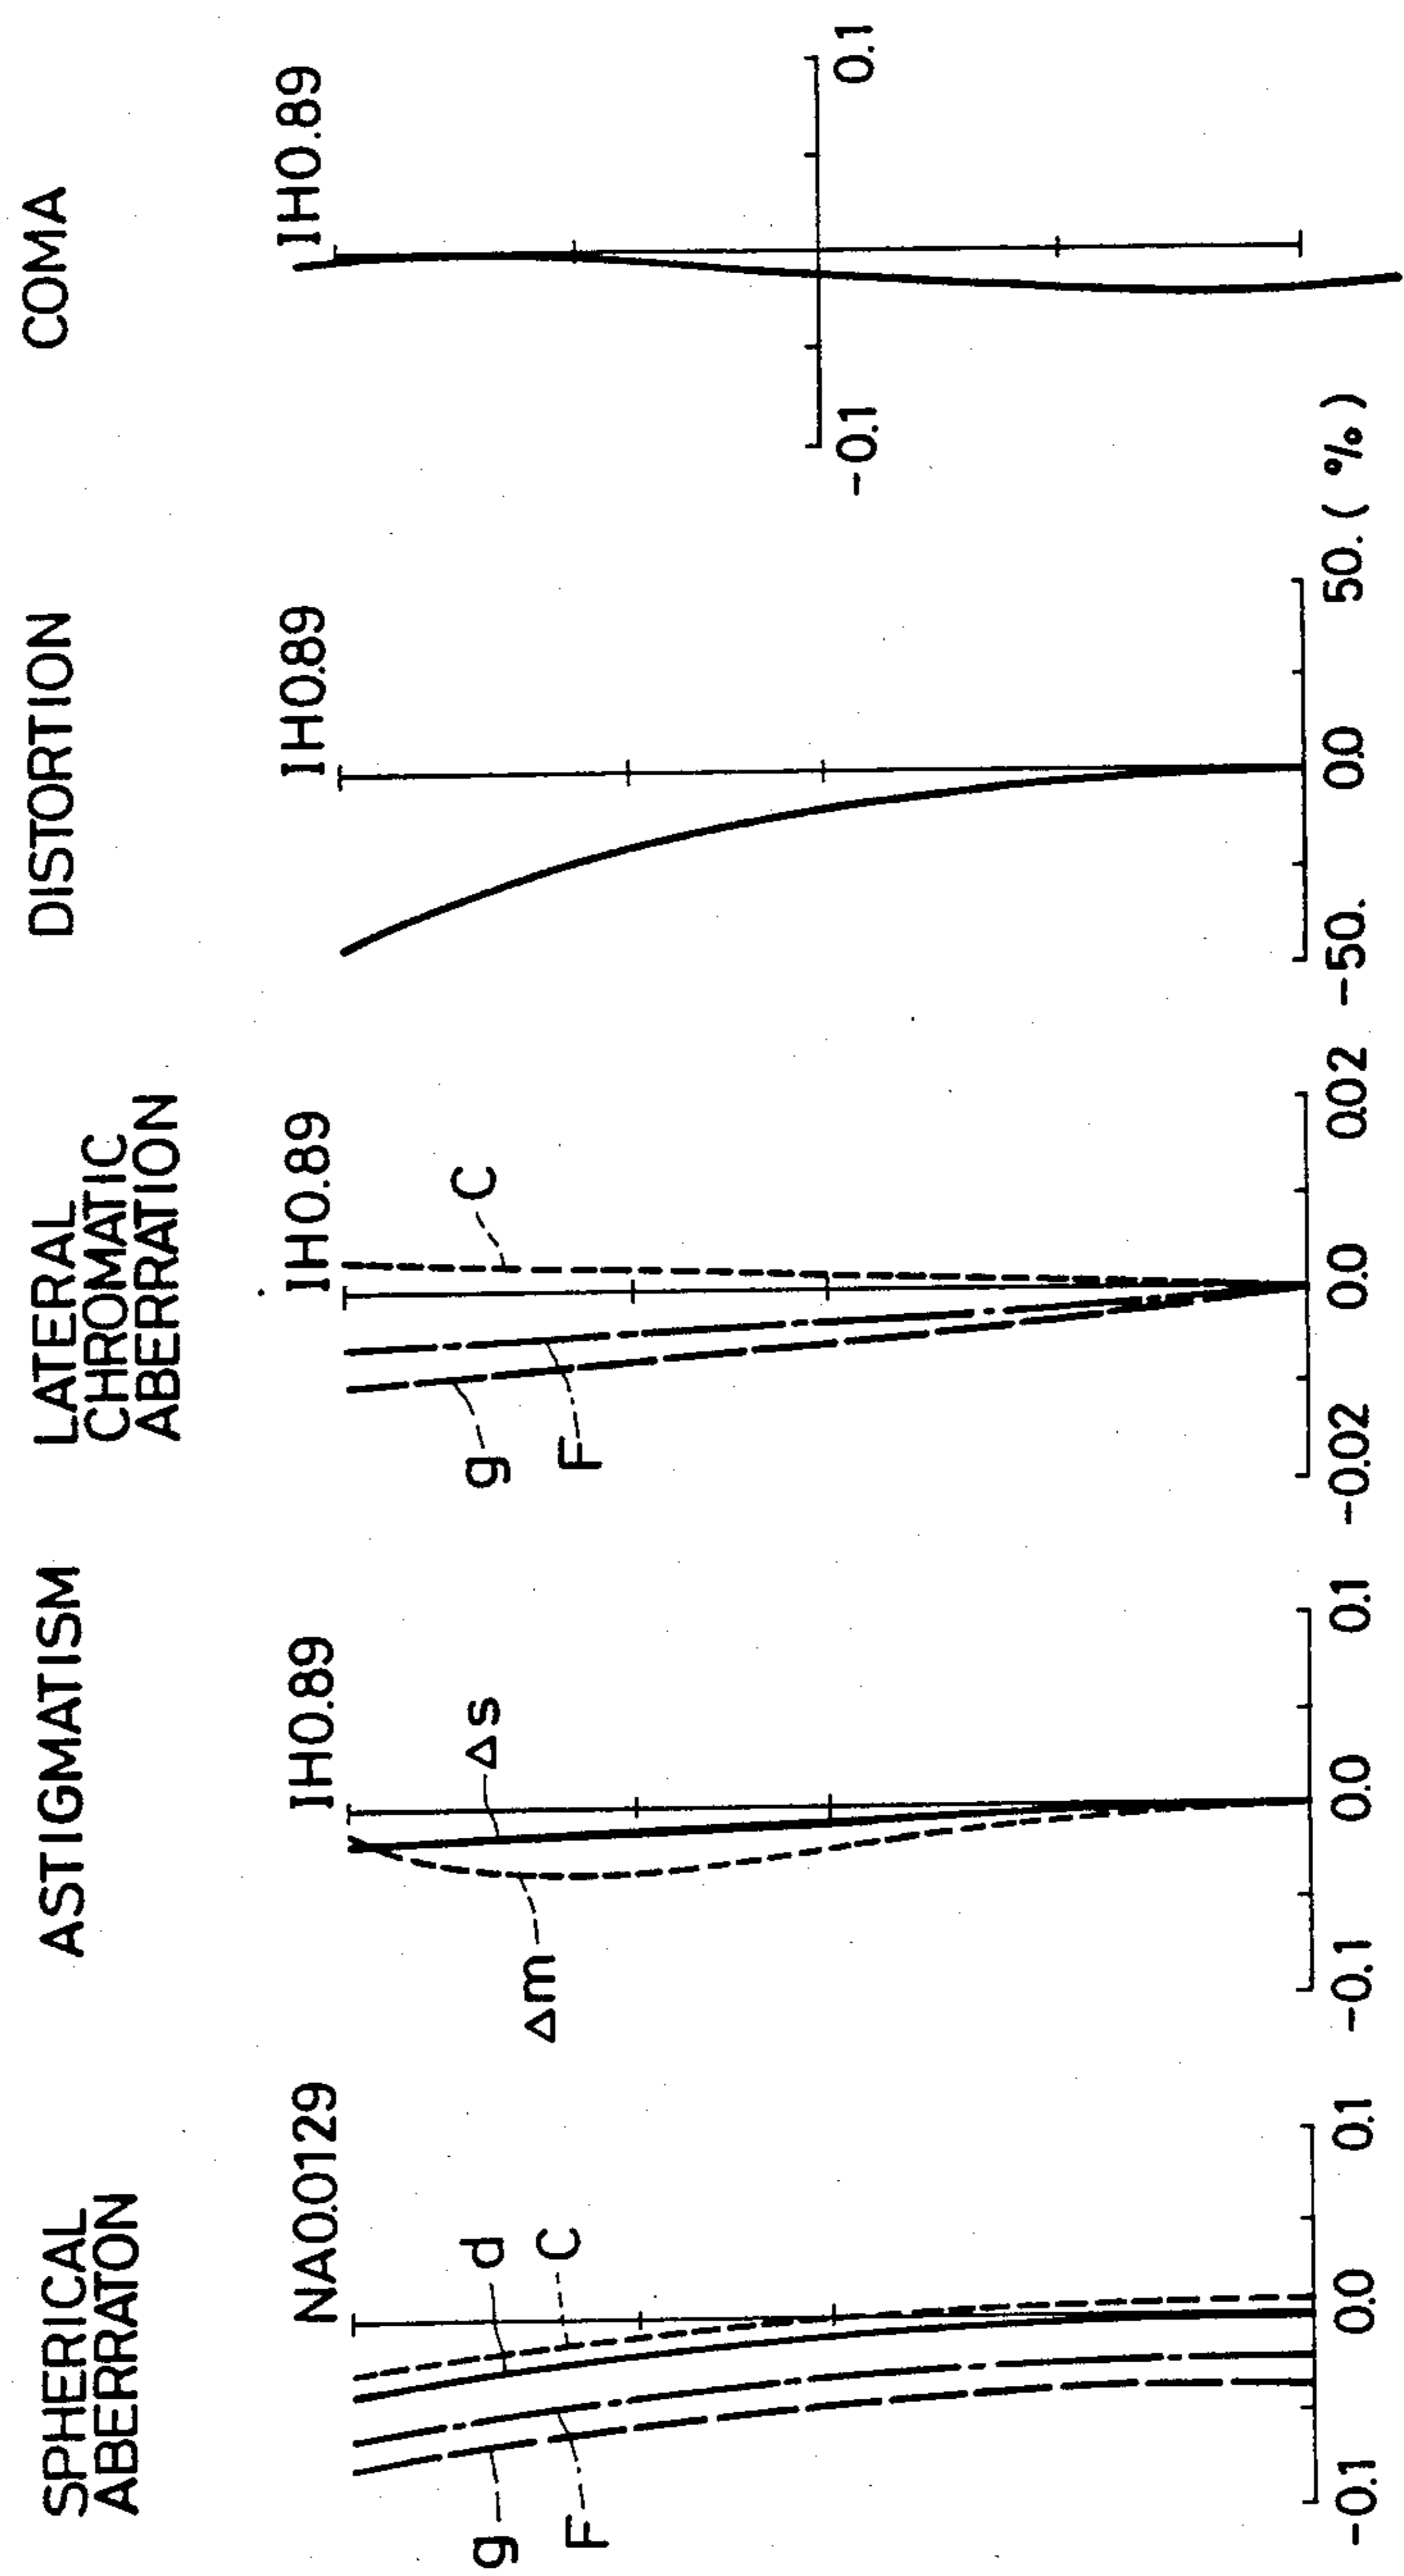 SPHERICAL
ABERRATON
NA0.0129
d
C
g
F
-0.1
0.0
0.1
ASTIGMATISM
IH0.89
Δs
Δm
-0.1
0.0
0.1
LATERAL
CHROMATIC
ABERRATION
IH0.89
C
g
F
-0.02
0.0
0.02
DISTORTION
IH0.89
-50.
0.0
50. (%)
COMA
IH0.89
-0.1
0.1